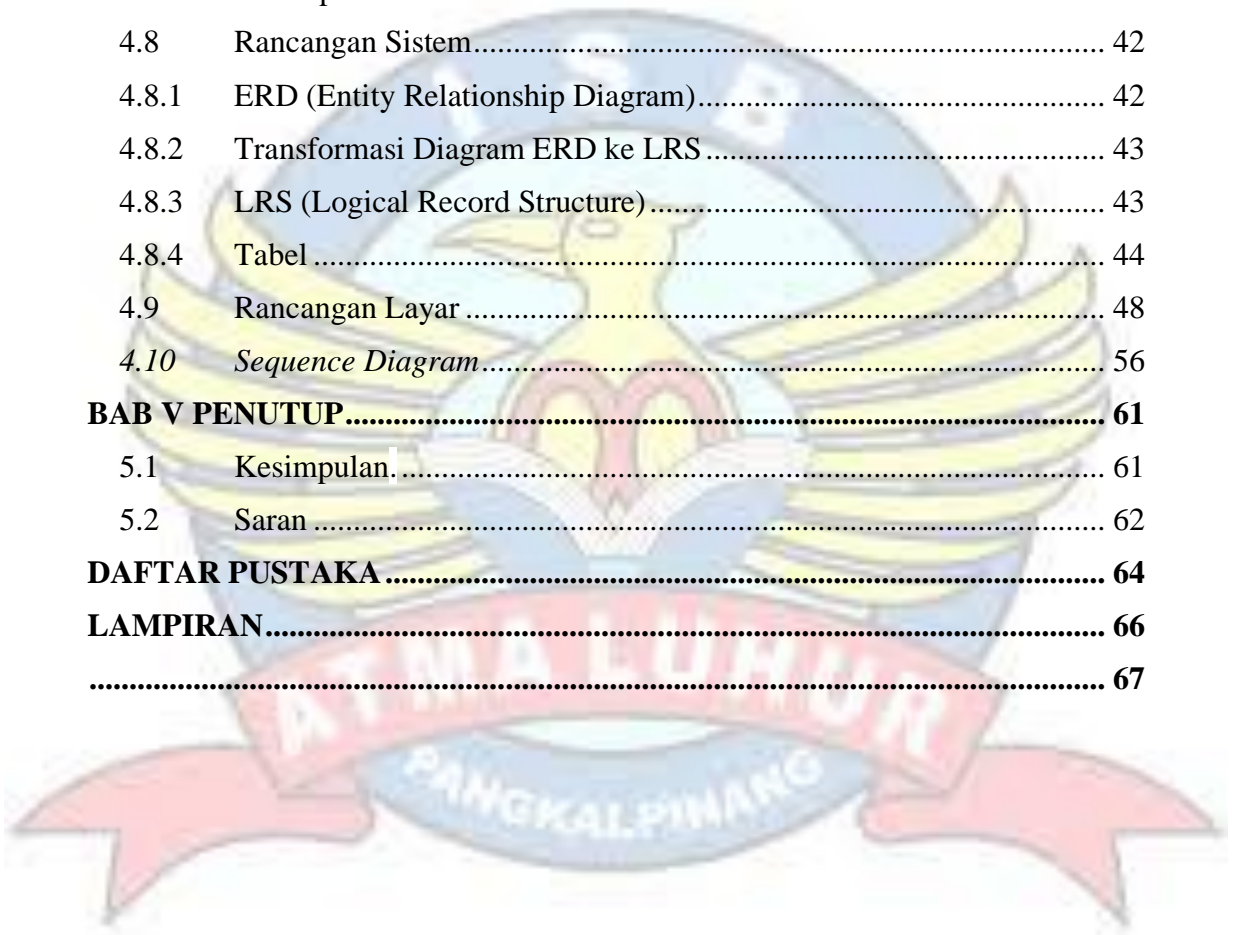 4.8 Rancangan Sistem.......... 42
4.8.1 ERD (Entity Relationship Diagram).......... 42
4.8.2 Transformasi Diagram ERD ke LRS.......... 43
4.8.3 LRS (Logical Record Structure).......... 43
4.8.4 Tabel.......... 44
4.9 Rancangan Layar.......... 48
4.10 Sequence Diagram.......... 56
BAB V PENUTUP.......... 61
5.1 Kesimpulan.......... 61
5.2 Saran.......... 62
DAFTAR PUSTAKA.......... 64
LAMPIRAN.......... 66
.......... 67
I S B
ATMA LUHUR
PANGKALPINANG